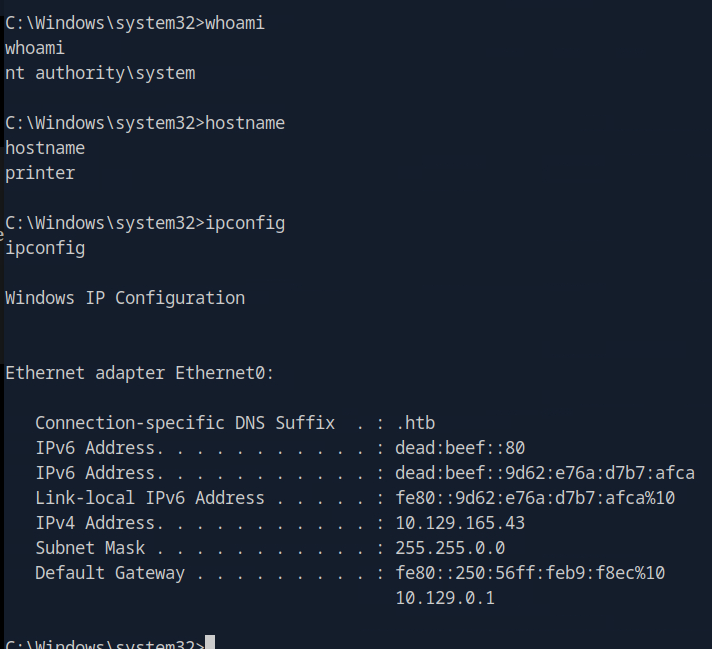 C:\Windows\system32>whoami
whoami
nt authority\system
C:\Windows\system32>hostname
hostname
printer
C:\Windows\system32>ipconfig
ipconfig
Windows IP Configuration
Ethernet adapter Ethernet0:
Connection-specific DNS Suffix  . : .htb
IPv6 Address. . . . . . . . . . . : dead:beef::80
IPv6 Address. . . . . . . . . . . : dead:beef::9d62:e76a:d7b7:afca
Link-local IPv6 Address . . . . . : fe80::9d62:e76a:d7b7:afca%10
IPv4 Address. . . . . . . . . . . : 10.129.165.43
Subnet Mask . . . . . . . . . . . : 255.255.0.0
Default Gateway . . . . . . . . . : fe80::250:56ff:feb9:f8ec%10
10.129.0.1
C:\Windows\system32>